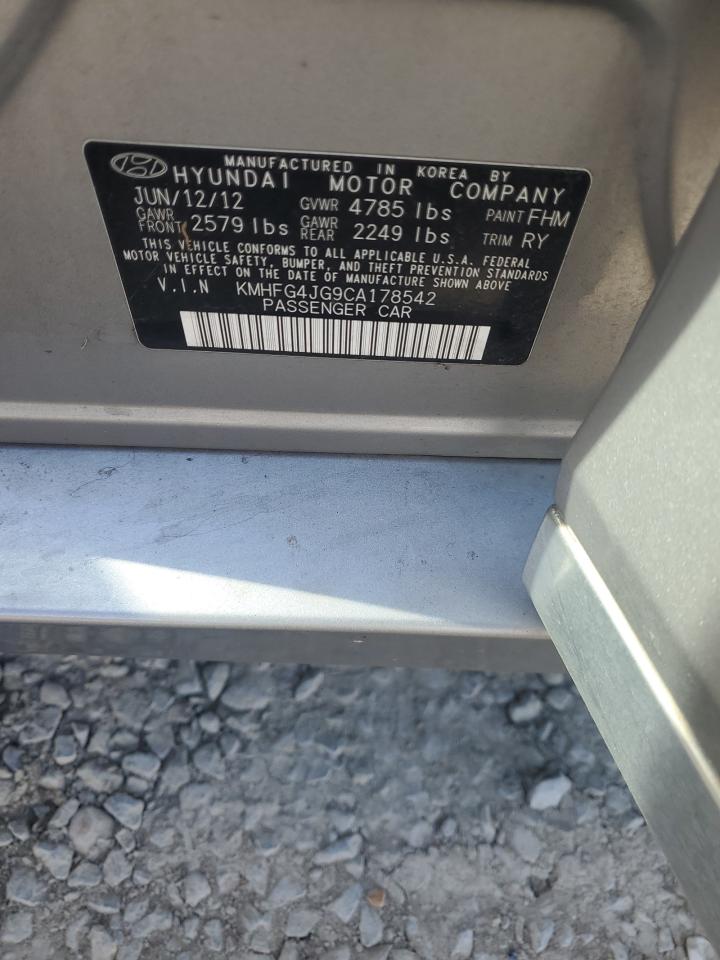 MANUFACTURED IN KOREA BY
HYUNDAI MOTOR COMPANY
JUN/12/12 GVWR 4785 lbs PAINT FHM
GAWR FRONT 2579 lbs GAWR REAR 2249 lbs TRIM RY
THIS VEHICLE CONFORMS TO ALL APPLICABLE U.S.A. FEDERAL
MOTOR VEHICLE SAFETY, BUMPER, AND THEFT PREVENTION STANDARDS
IN EFFECT ON THE DATE OF MANUFACTURE SHOWN ABOVE
V.I.N KMHFG4JG9CA178542
PASSENGER CAR